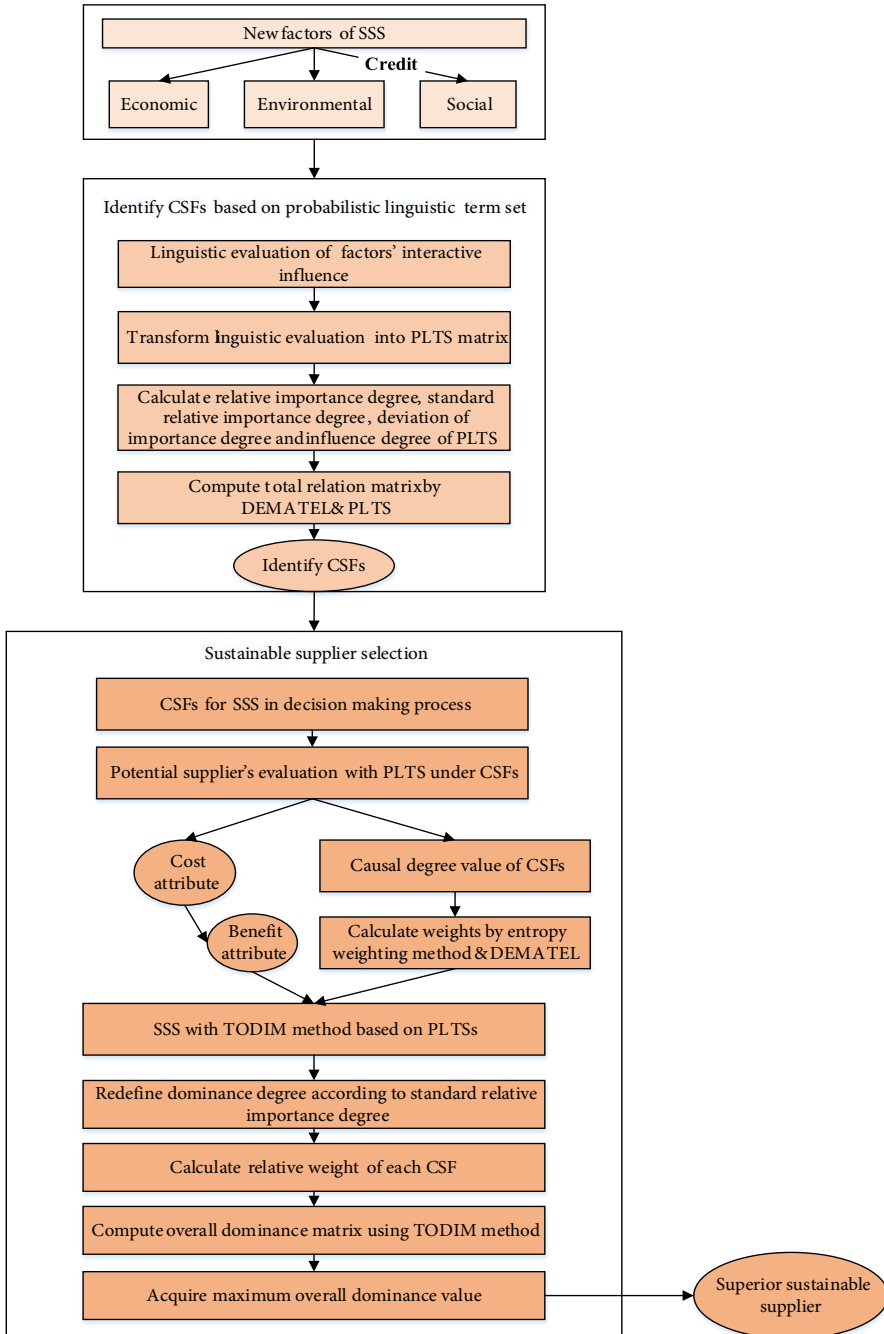 New factors of SSS
Credit
Economic
Environmental
Social
Identify CSFs based on probabilistic linguistic term set
Linguistic evaluation of factors' interactive
influence
Transform linguistic evaluation into PLTS matrix
Calculate relative importance degree, standard
relative importance degree, deviation of
importance degree andinfluence degree of PLTS
Compute total relation matrixby
DEMATEL& PLTS
Identify CSFs
Sustainable supplier selection
CSFs for SSS in decision making process
Potential supplier's evaluation with PLTS under CSFs
Cost
attribute
Causal degree value of CSFs
Benefit
attribute
Calculate weights by entropy
weighting method & DEMATEL
SSS with TODIM method based on PLTSs
Redefine dominance degree according to standard relative
importance degree
Calculate relative weight of each CSF
Compute overall dominance matrix using TODIM method
Acquire maximum overall dominance value
Superior sustainable
supplier